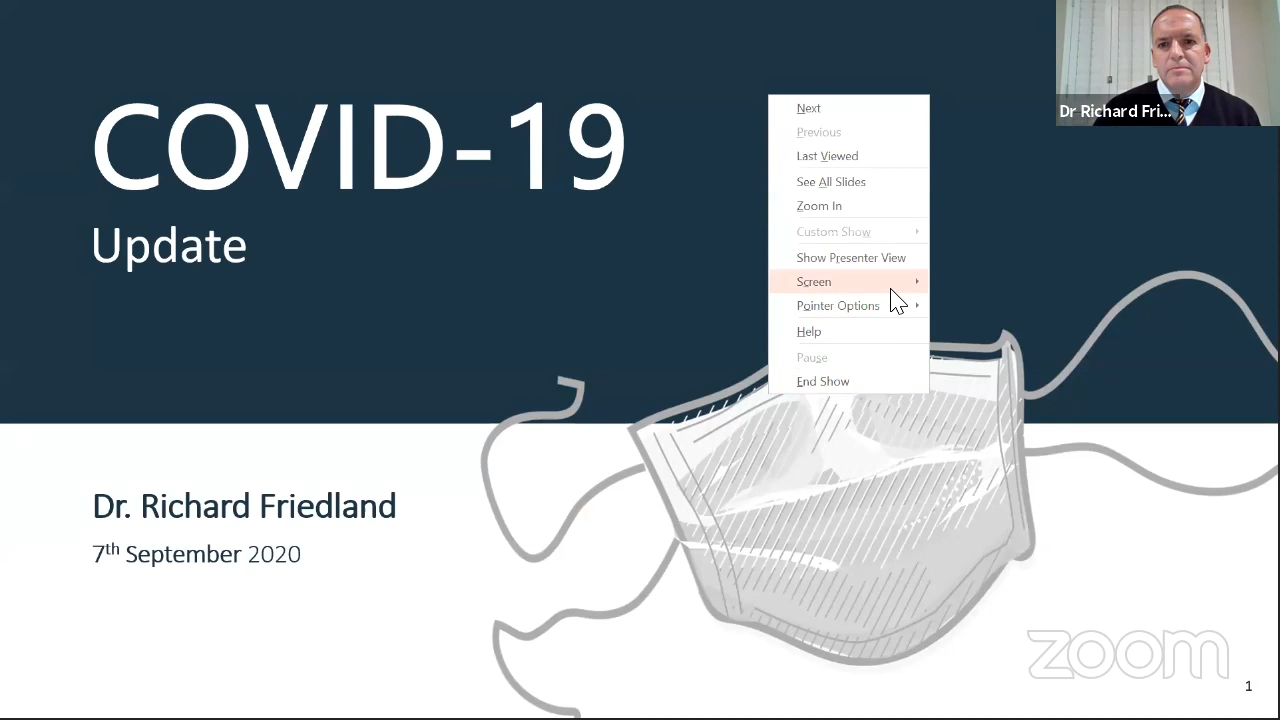 COVID-19
Update
Dr. Richard Friedland
7th September 2020
Next
Previous
Last Viewed
See All Slides
Zoom In
Custom Show
Show Presenter View
Screen
Pointer Options
Help
Pause
End Show
Dr Richard Fri...
zoom
1